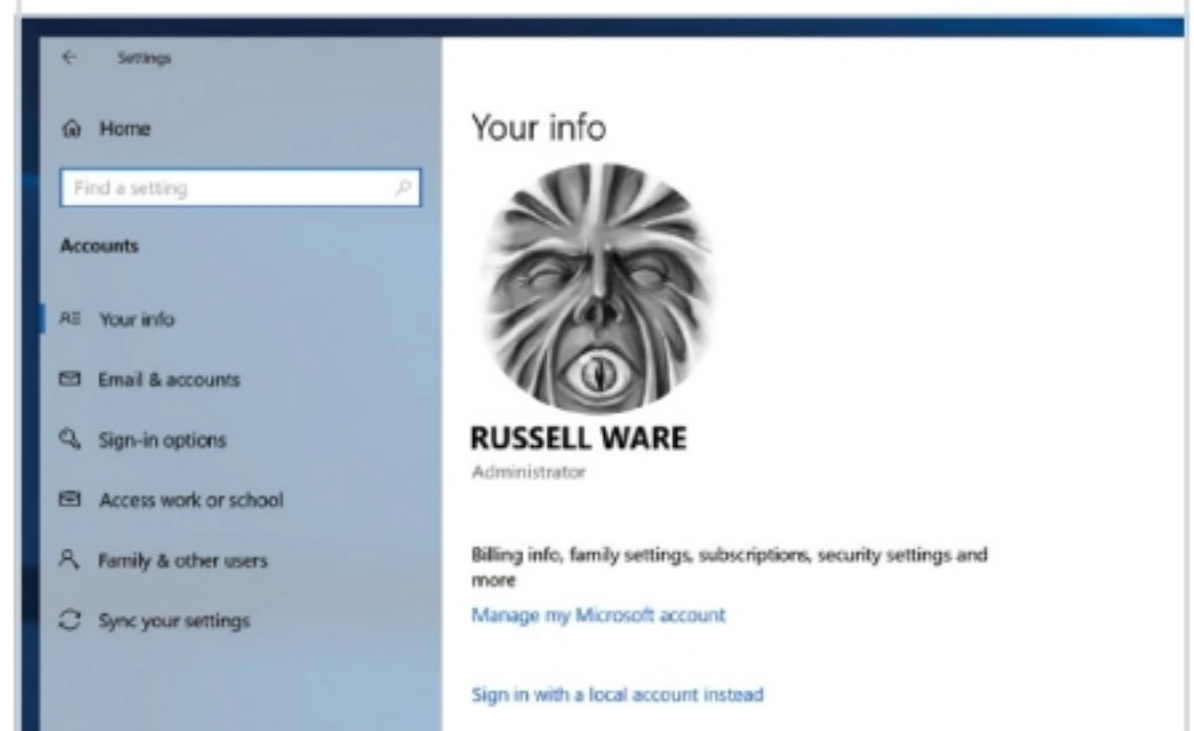 Settings
Home
Find a setting
Accounts
Your info
Email & accounts
Sign-in options
Access work or school
Family & other users
Sync your settings
Your info
RUSSELL WARE
Administrator
Billing info, family settings, subscriptions, security settings and
more
Manage my Microsoft account
Sign in with a local account instead